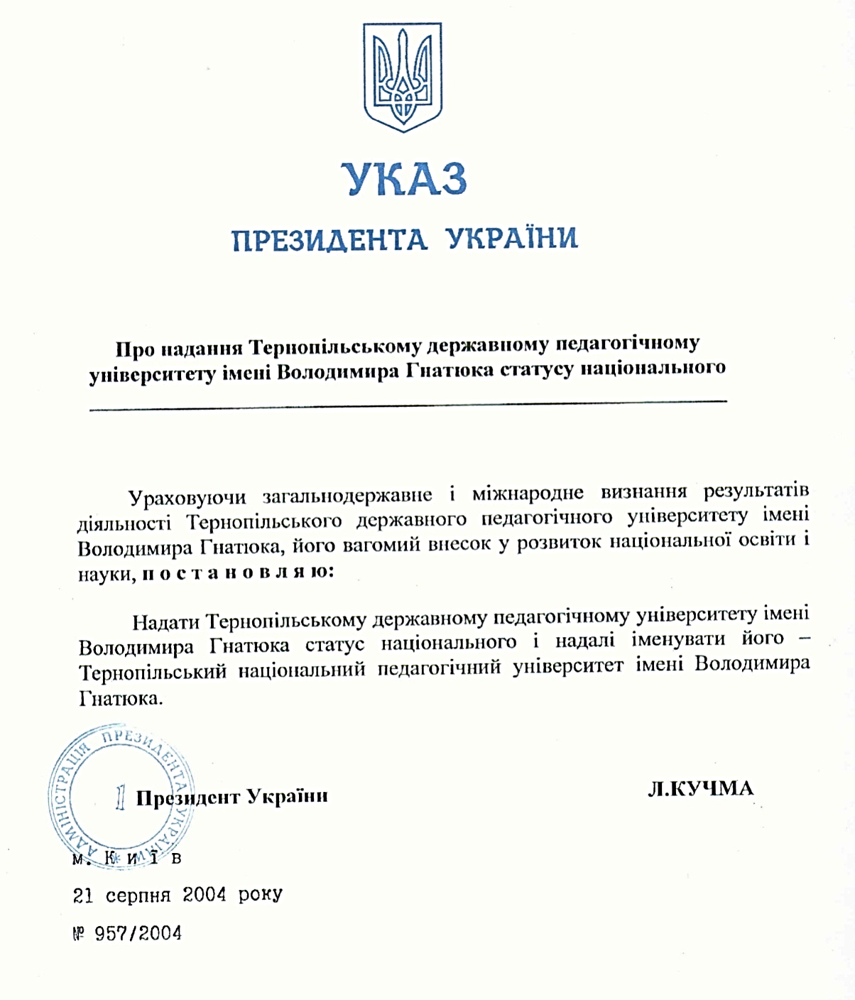 УКАЗ
ПРЕЗИДЕНТА УКРАЇНИ
Про надання Тернопільському державному педагогічному
університету імені Володимира Гнатюка статусу національного
Ураховуючи загальнодержавне і міжнародне визнання результатів
діяльності Тернопільського державного педагогічного університету імені
Володимира Гнатюка, його вагомий внесок у розвиток національної освіти і
науки, п о с т а н о в л я ю:
Надати Тернопільському державному педагогічному університету імені
Володимира Гнатюка статус національного і надалі іменувати його –
Тернопільський національний педагогічний університет імені Володимира
Гнатюка.
АДМІНІСТРАЦІЯ ПРЕЗИДЕНТА УКРАЇНИ *
1
Президент України
Л.КУЧМА
м. К и ї в
21 серпня 2004 року
№ 957/2004